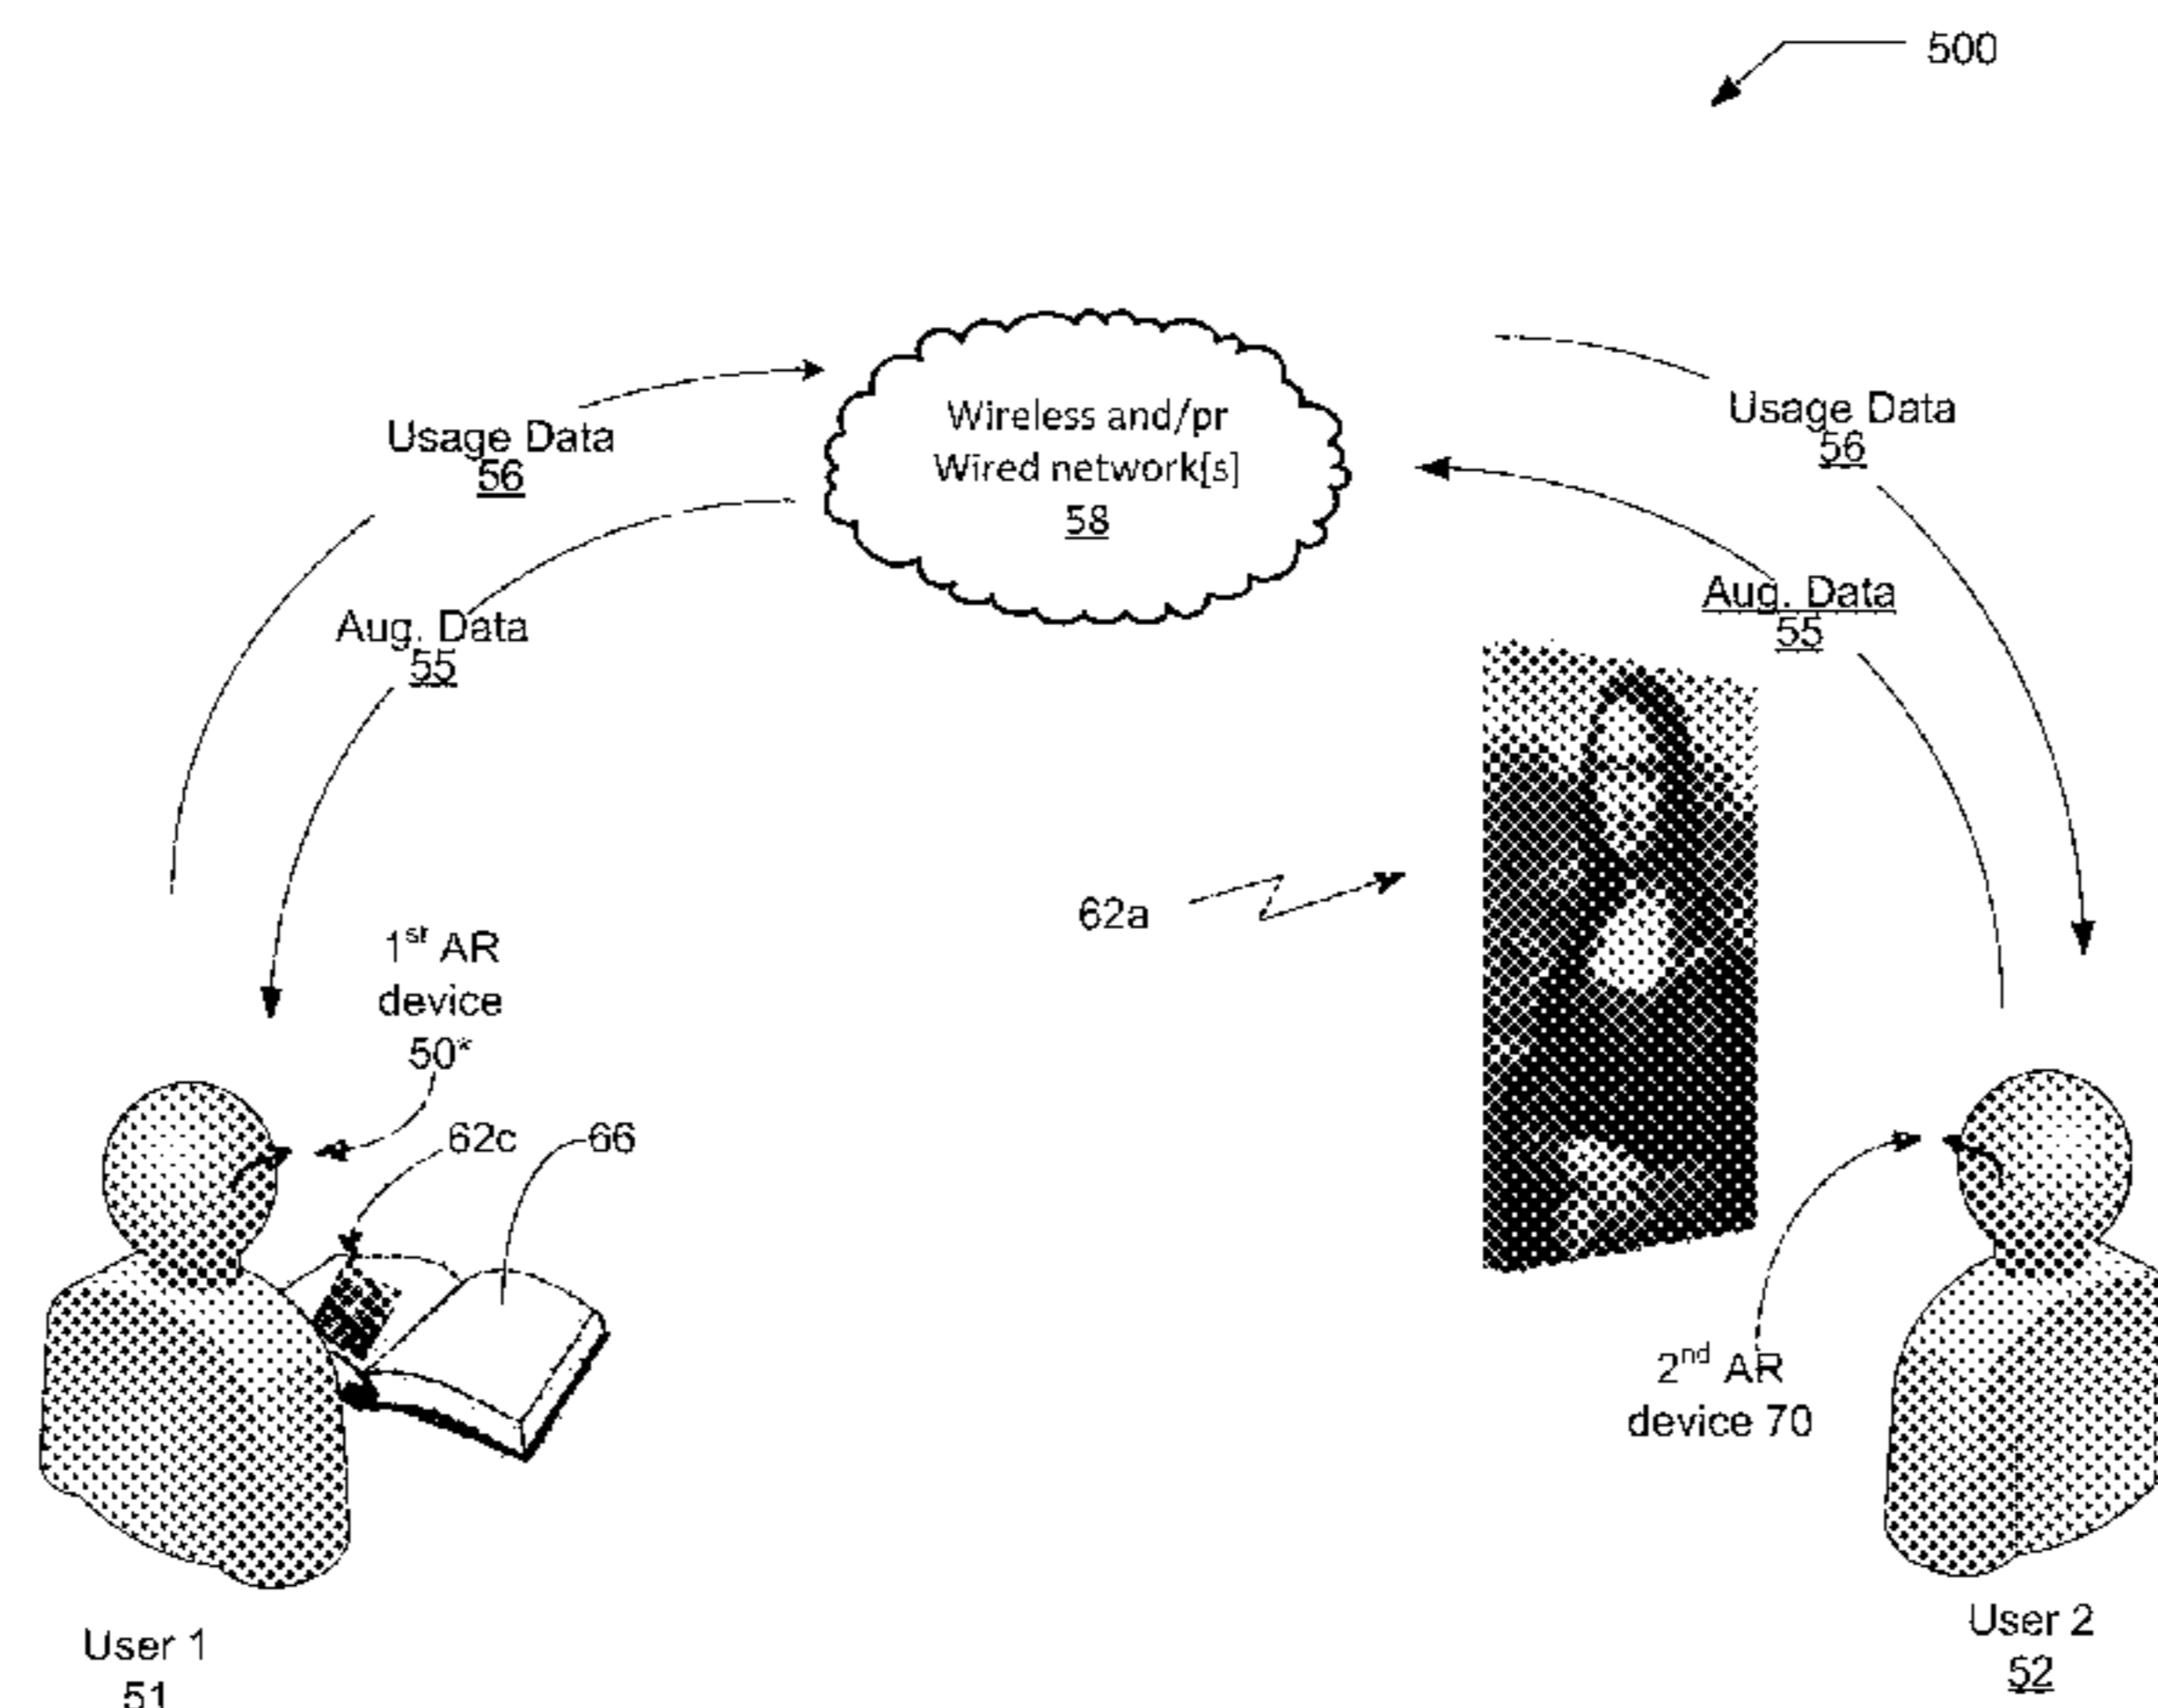 500
Wireless and/pr
Wired network[s]
58
Usage Data
56
Usage Data
56
Aug. Data
55
Aug. Data
55
62a
1st AR
device
50*
62c
66
2nd AR
device 70
User 1
51
User 2
52